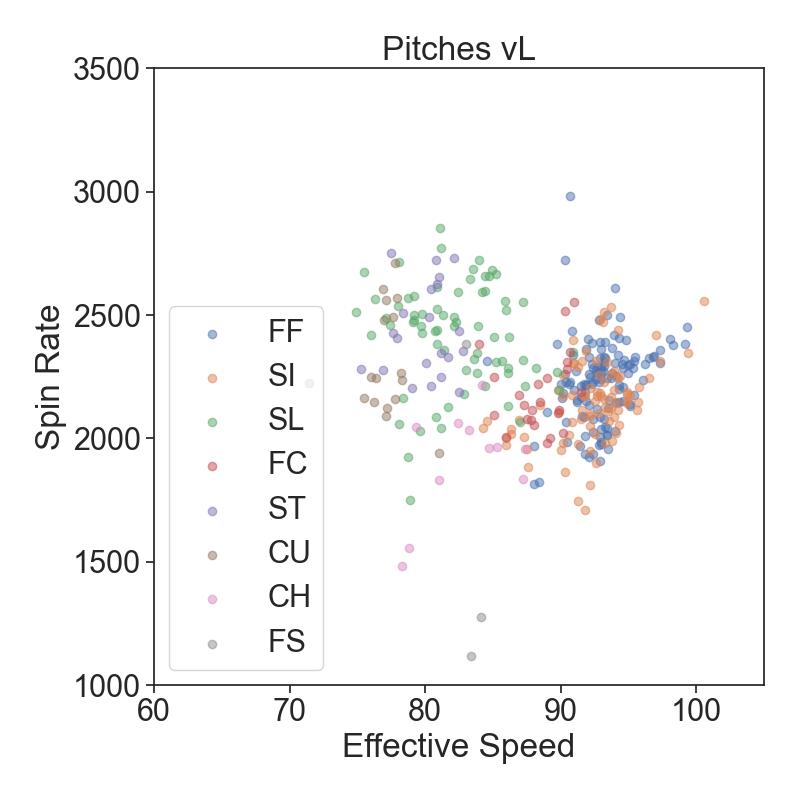 Pitches vL
3500
3000
2500
2000
1500
1000
Spin Rate
FF
SI
SL
FC
ST
CU
CH
FS
60 70 80 90 100
Effective Speed